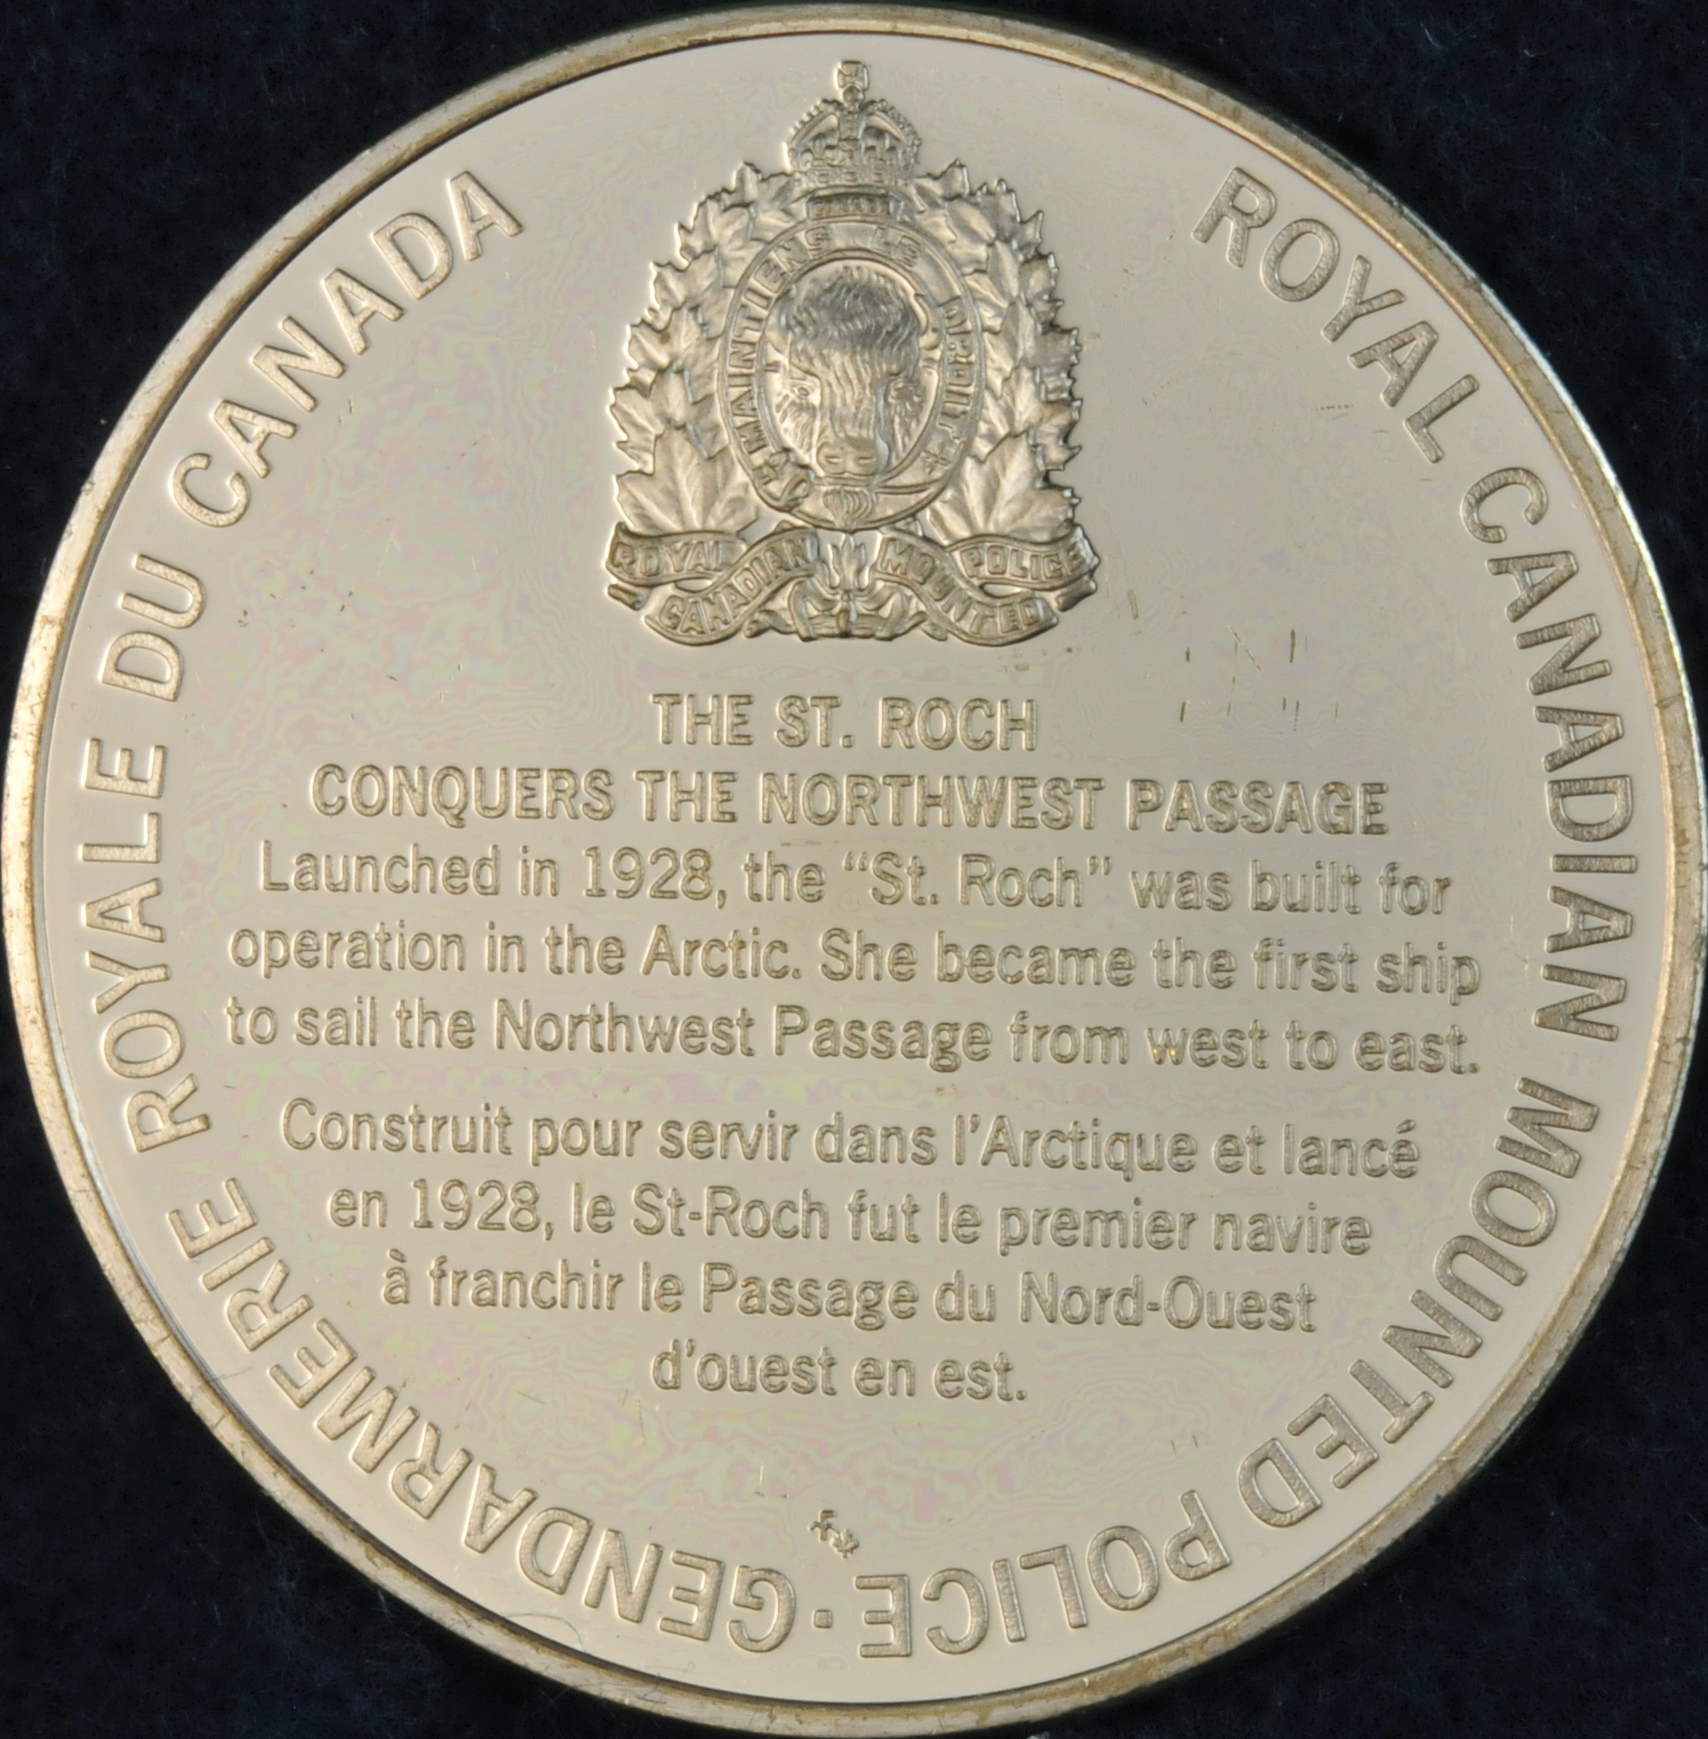 ROYAL CANADIAN MOUNTED POLICE · GENDARMERIE ROYALE DU CANADA
MAINTIENS LE DROIT
ROYAL CANADIAN MOUNTED POLICE
THE ST. ROCH
CONQUERS THE NORTHWEST PASSAGE
Launched in 1928, the “St. Roch” was built for
operation in the Arctic. She became the first ship
to sail the Northwest Passage from west to east.
Construit pour servir dans l’Arctique et lancé
en 1928, le St-Roch fut le premier navire
à franchir le Passage du Nord-Ouest
d’ouest en est.